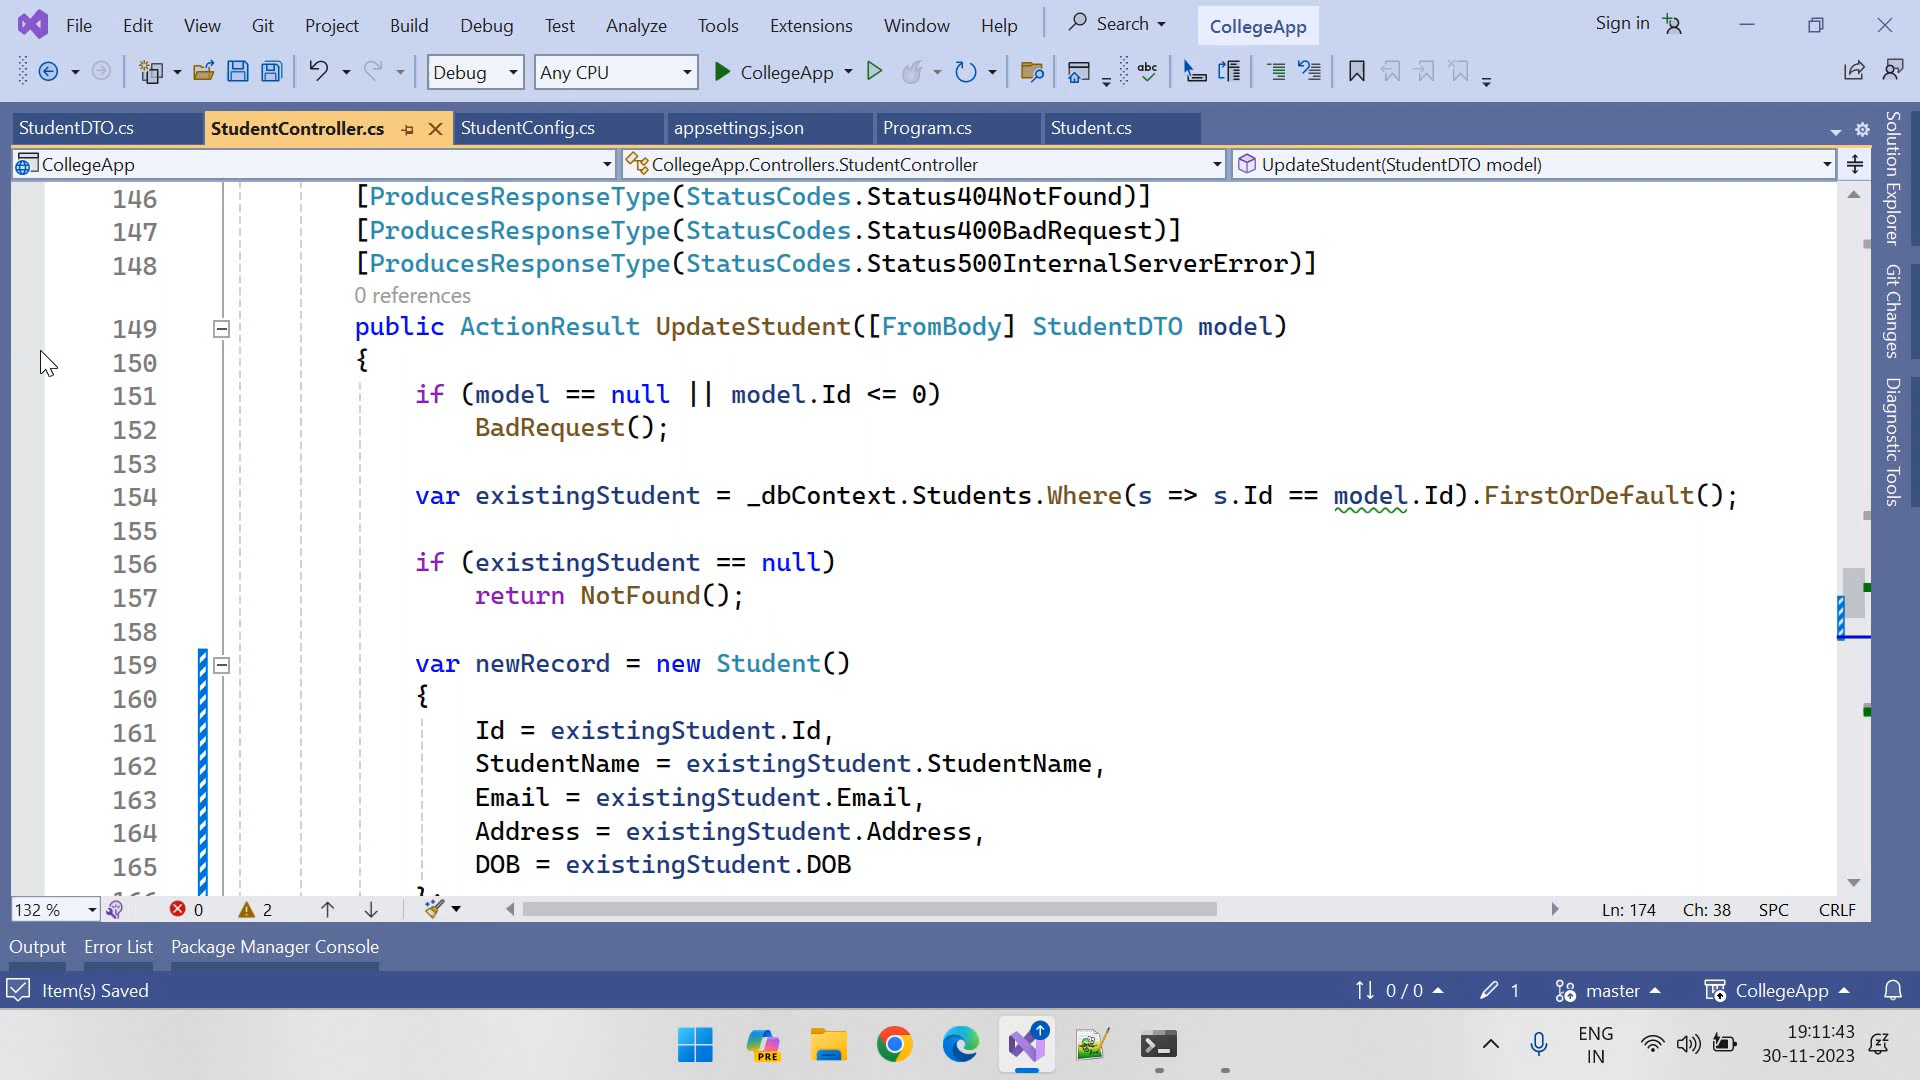 File Edit View Git Project Build Debug Test Analyze Tools Extensions Window Help Search CollegeApp Sign in
Debug Any CPU CollegeApp
StudentDTO.cs StudentController.cs StudentConfig.cs appsettings.json Program.cs Student.cs
CollegeApp CollegeApp.Controllers.StudentController UpdateStudent(StudentDTO model)
146 [ProducesResponseType(StatusCodes.Status404NotFound)]
147 [ProducesResponseType(StatusCodes.Status400BadRequest)]
148 [ProducesResponseType(StatusCodes.Status500InternalServerError)]
0 references
149 public ActionResult UpdateStudent([FromBody] StudentDTO model)
150 {
151 if (model == null || model.Id <= 0)
152 BadRequest();
153
154 var existingStudent = _dbContext.Students.Where(s => s.Id == model.Id).FirstOrDefault();
155
156 if (existingStudent == null)
157 return NotFound();
158
159 var newRecord = new Student()
160 {
161 Id = existingStudent.Id,
162 StudentName = existingStudent.StudentName,
163 Email = existingStudent.Email,
164 Address = existingStudent.Address,
165 DOB = existingStudent.DOB
Solution Explorer
Git Changes
Diagnostic Tools
132 % 0 2 Ln: 174 Ch: 38 SPC CRLF
Output Error List Package Manager Console
Item(s) Saved 0 / 0 1 master CollegeApp
PRE
ENG
IN
19:11:43
30-11-2023